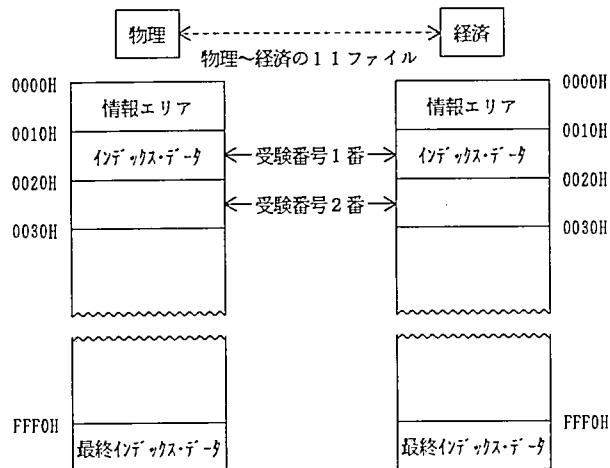 物理 経済
物理～経済の11ファイル
0000H 0000H
情報エリア 情報エリア
0010H 0010H
インデックス・データ ←受験番号1番→ インデックス・データ
0020H 0020H
←受験番号2番→
0030H 0030H
FFF0H FFF0H
最終インデックス・データ 最終インデックス・データ